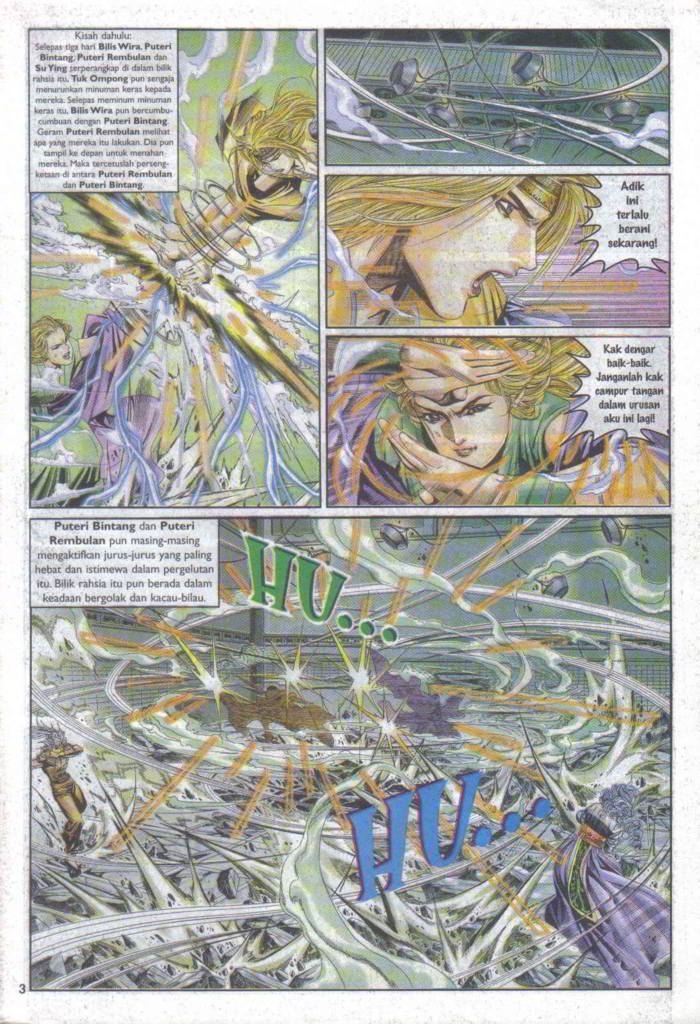 Kisah dahulu:
Selepas tiga hari Bilis Wira, Puteri
Bintang, Puteri Rembulan dan
Su Ying terperangkap di dalam bilik
rahsia itu, Tuk Ompong pun sengaja
menurunkan minuman keras kepada
mereka. Selepas meminum minuman
keras itu, Bilis Wira pun bercumbu-
cumbuan dengan Puteri Bintang.
Geram Puteri Rembulan melihat
apa yang mereka itu lakukan. Dia pun
tampil ke depan untuk menahan
mereka. Maka tercetuslah perseng-
ketaan di antara Puteri Rembulan
dan Puteri Bintang.
Adik
ini
terlalu
berani
sekarang!
Kak dengar
baik-baik.
Janganlah kak
campur tangan
dalam urusan
aku ini lagi!
Puteri Bintang dan Puteri
Rembulan pun masing-masing
mengaktifkan jurus-jurus yang paling
hebat dan istimewa dalam pergelutan
itu. Bilik rahsia itu pun berada dalam
keadaan bergolak dan kacau-bilau.
HU...
HU...
3